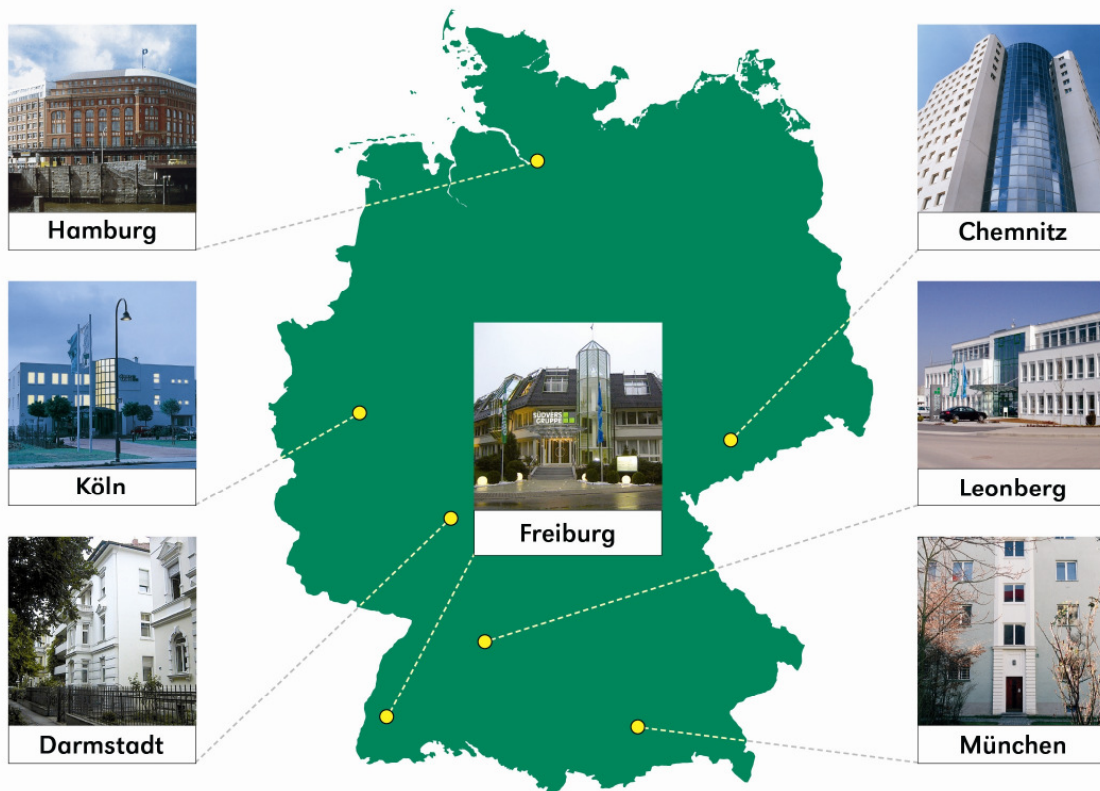 Hamburg
Chemnitz
Köln
SÜDVERS
GRUPPE
Freiburg
Leonberg
Darmstadt
München